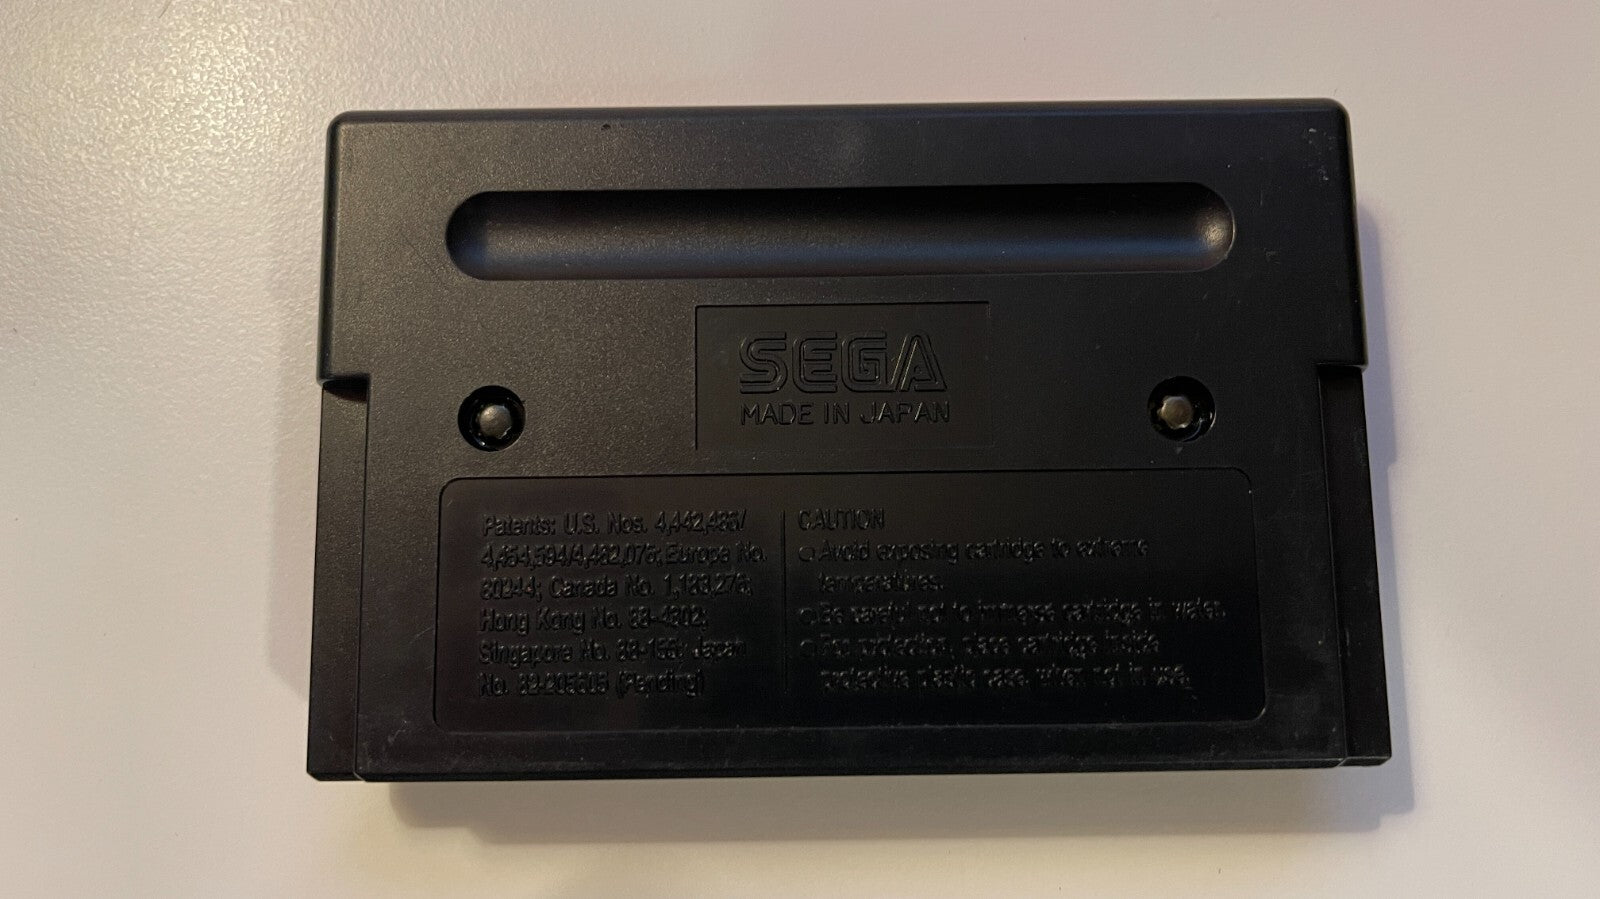 SEGA
MADE IN JAPAN
Patents: U.S. Nos. 4,442,486/
4,454,594/4,462,076; Europe No.
80244; Canada No. 1,183,276;
Hong Kong No. 88-4302;
Singapore No. 88-155; Japan
No. 82-205605 (Pending)
CAUTION
○ Avoid exposing cartridge to extreme
temperatures.
○ Be careful not to immerse cartridge in water.
○ For protection, place cartridge inside
protective plastic case, when not in use.